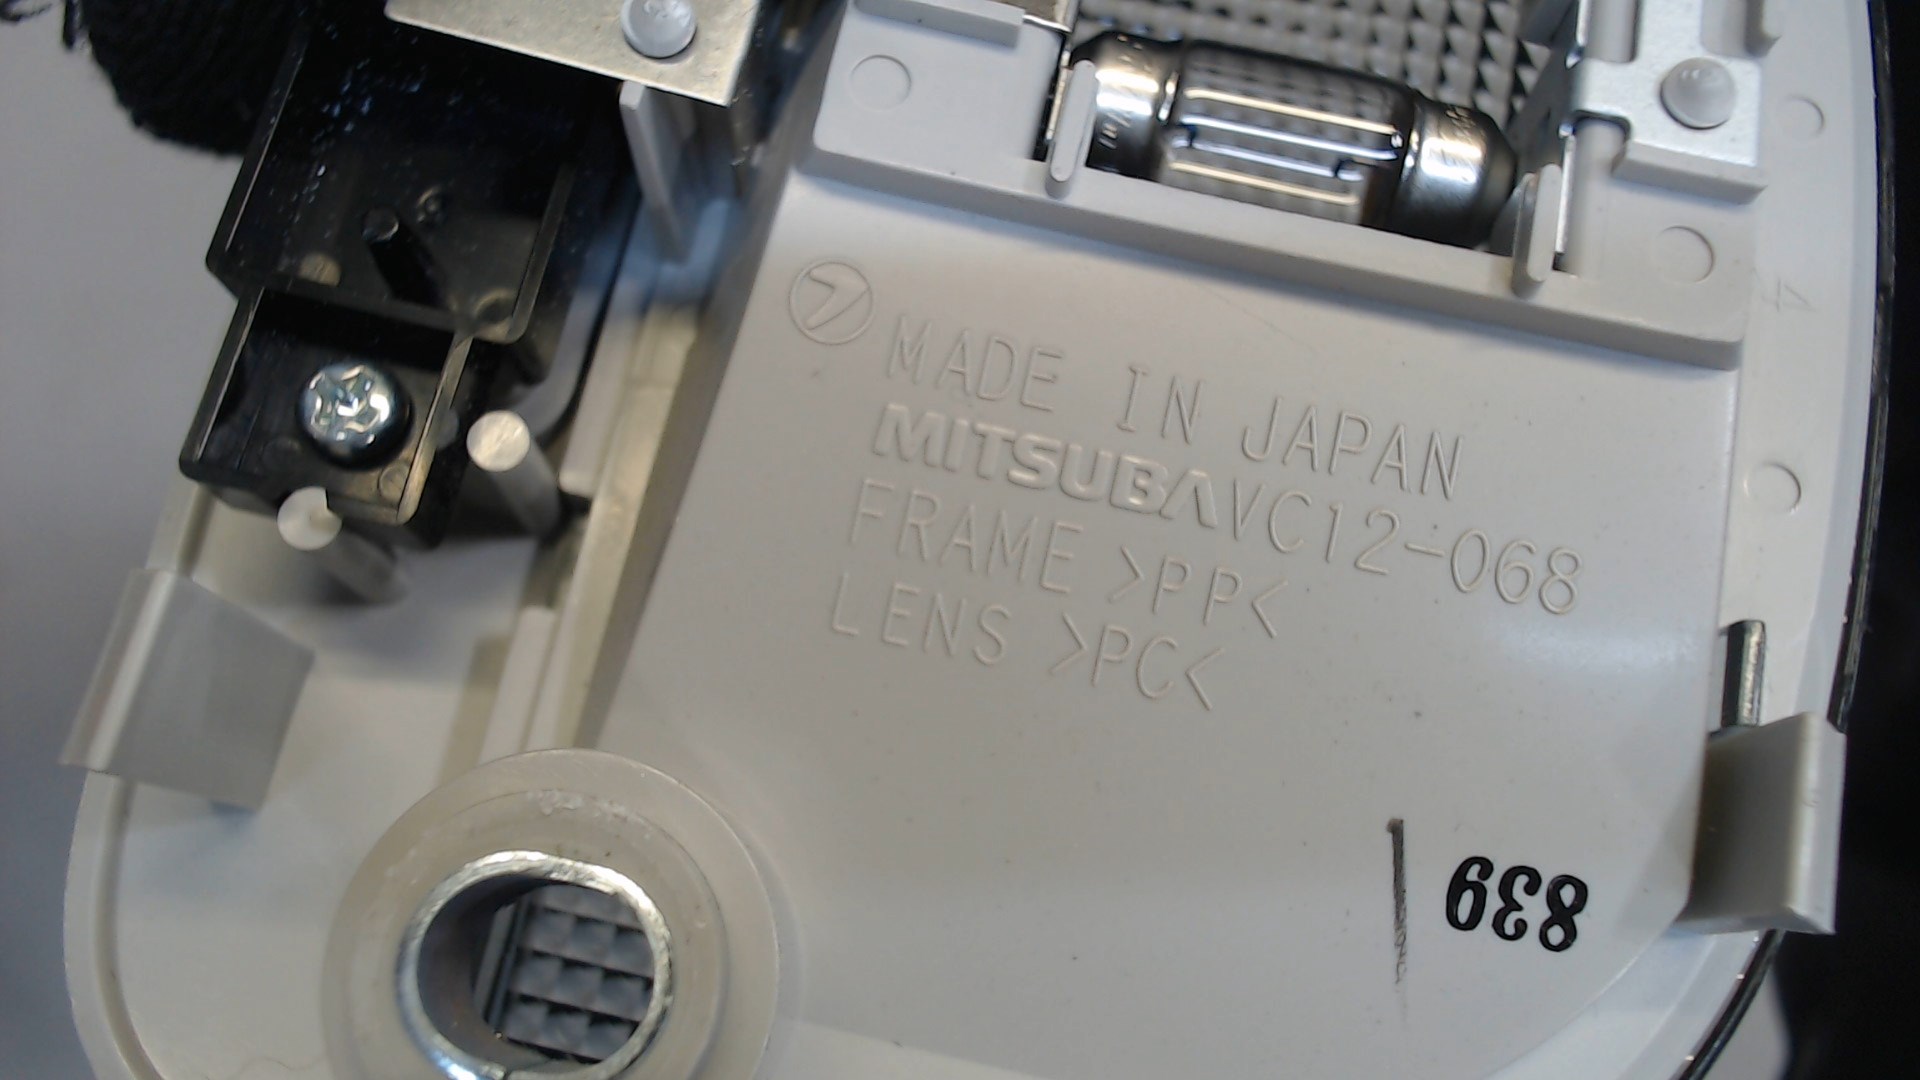 MADE IN JAPAN
MITSUBA VC12-068
FRAME >PP<
LENS >PC<
839